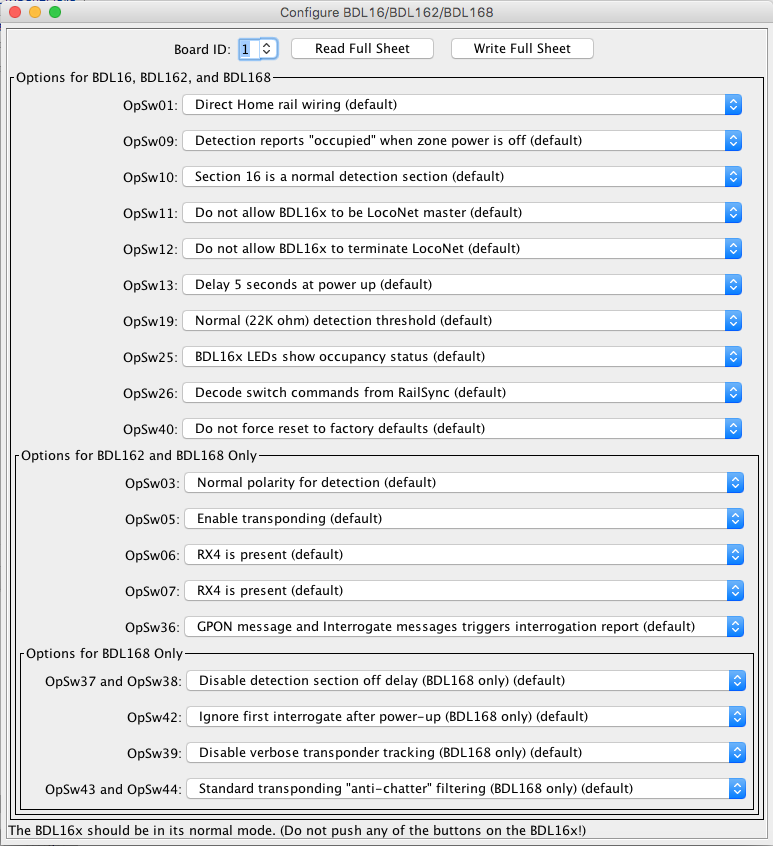 Configure BDL16/BDL162/BDL168
Board ID: 1 Read Full Sheet Write Full Sheet
Options for BDL16, BDL162, and BDL168
OpSw01: Direct Home rail wiring (default)
OpSw09: Detection reports "occupied" when zone power is off (default)
OpSw10: Section 16 is a normal detection section (default)
OpSw11: Do not allow BDL16x to be LocoNet master (default)
OpSw12: Do not allow BDL16x to terminate LocoNet (default)
OpSw13: Delay 5 seconds at power up (default)
OpSw19: Normal (22K ohm) detection threshold (default)
OpSw25: BDL16x LEDs show occupancy status (default)
OpSw26: Decode switch commands from RailSync (default)
OpSw40: Do not force reset to factory defaults (default)
Options for BDL162 and BDL168 Only
OpSw03: Normal polarity for detection (default)
OpSw05: Enable transponding (default)
OpSw06: RX4 is present (default)
OpSw07: RX4 is present (default)
OpSw36: GPON message and Interrogate messages triggers interrogation report (default)
Options for BDL168 Only
OpSw37 and OpSw38: Disable detection section off delay (BDL168 only) (default)
OpSw42: Ignore first interrogate after power-up (BDL168 only) (default)
OpSw39: Disable verbose transponder tracking (BDL168 only) (default)
OpSw43 and OpSw44: Standard transponding "anti-chatter" filtering (BDL168 only) (default)
The BDL16x should be in its normal mode. (Do not push any of the buttons on the BDL16x!)